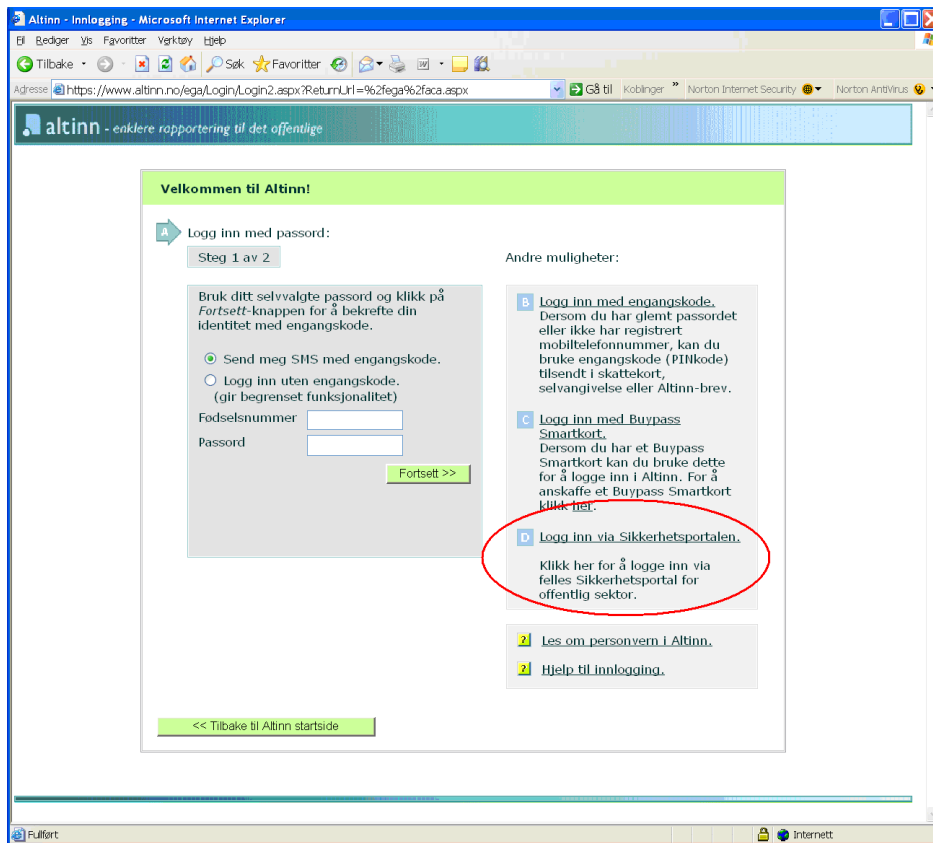 Altinn - Innlogging - Microsoft Internet Explorer
Fil Rediger Vis Favoritter Verktøy Hjelp
Tilbake Søk Favoritter
Adresse https://www.altinn.no/ega/Login/Login2.aspx?ReturnUrl=%2fega%2faca.aspx Gå til Koblinger » Norton Internet Security Norton AntiVirus
altinn - enklere rapportering til det offentlige
Velkommen til Altinn!
A Logg inn med passord:
Steg 1 av 2
Bruk ditt selvvalgte passord og klikk på
Fortsett-knappen for å bekrefte din
identitet med engangskode.
Send meg SMS med engangskode.
Logg inn uten engangskode.
(gir begrenset funksjonalitet)
Fødselsnummer
Passord
Fortsett >>
Andre muligheter:
B Logg inn med engangskode.
Dersom du har glemt passordet
eller ikke har registrert
mobiltelefonnummer, kan du
bruke engangskode (PINkode)
tilsendt i skattekort,
selvangivelse eller Altinn-brev.
C Logg inn med Buypass
Smartkort.
Dersom du har et Buypass
Smartkort kan du bruke dette
for å logge inn i Altinn. For å
anskaffe et Buypass Smartkort
klikk her.
D Logg inn via Sikkerhetsportalen.
Klikk her for å logge inn via
felles Sikkerhetsportal for
offentlig sektor.
? Les om personvern i Altinn.
? Hjelp til innlogging.
<< Tilbake til Altinn startside
Fullført Internett